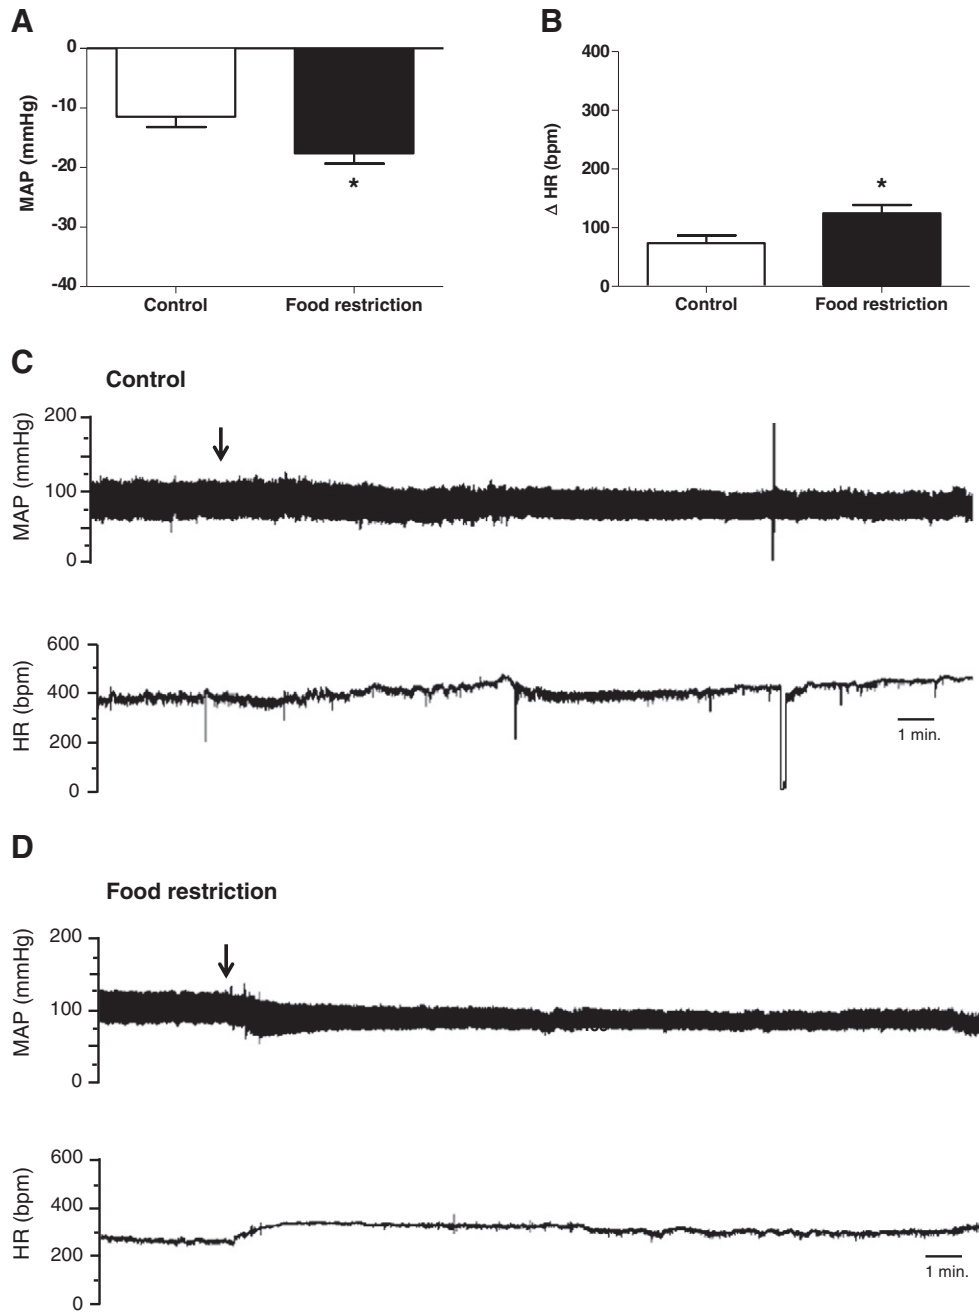 A
B
0
-10
-20
-30
-40
MAP (mmHg)
*
Control
Food restriction
400
300
200
100
0
Δ HR (bpm)
*
Control
Food restriction
C
Control
200
100
0
MAP (mmHg)
600
400
200
0
HR (bpm)
1 min.
D
Food restriction
200
100
0
MAP (mmHg)
600
400
200
0
HR (bpm)
1 min.